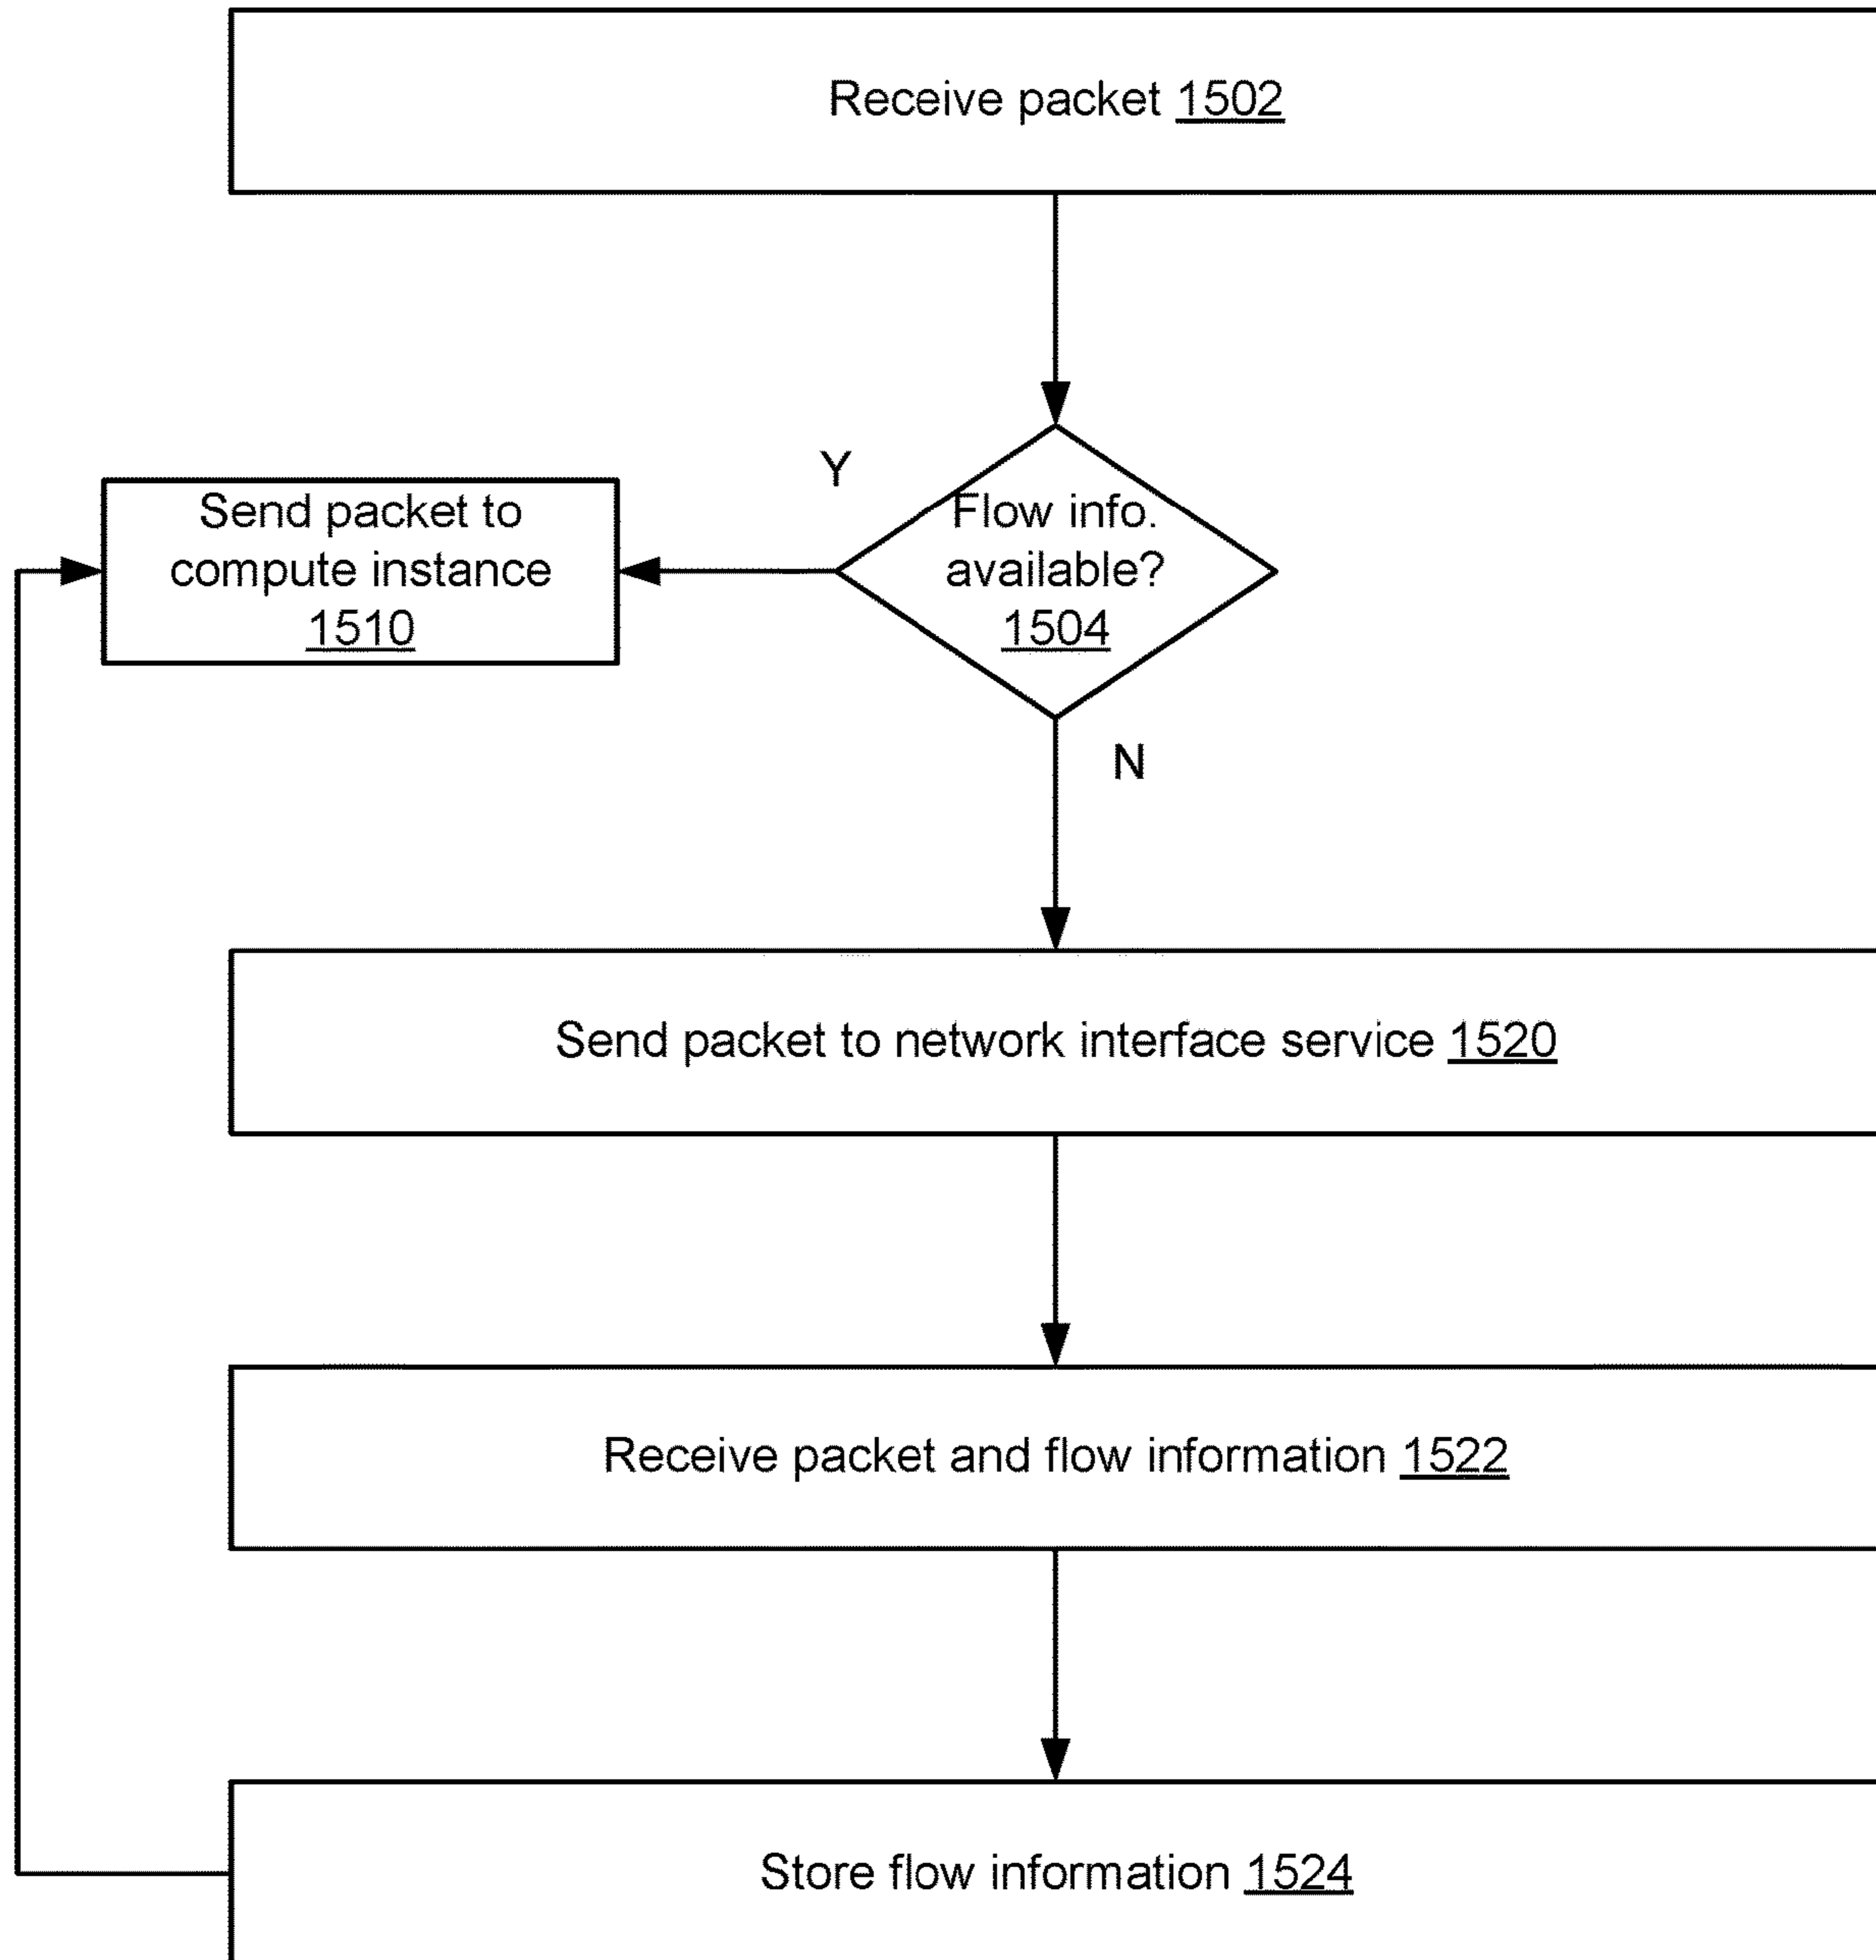 Receive packet 1502
Y
Send packet to
compute instance
1510
Flow info.
available?
1504
N
Send packet to network interface service 1520
Receive packet and flow information 1522
Store flow information 1524